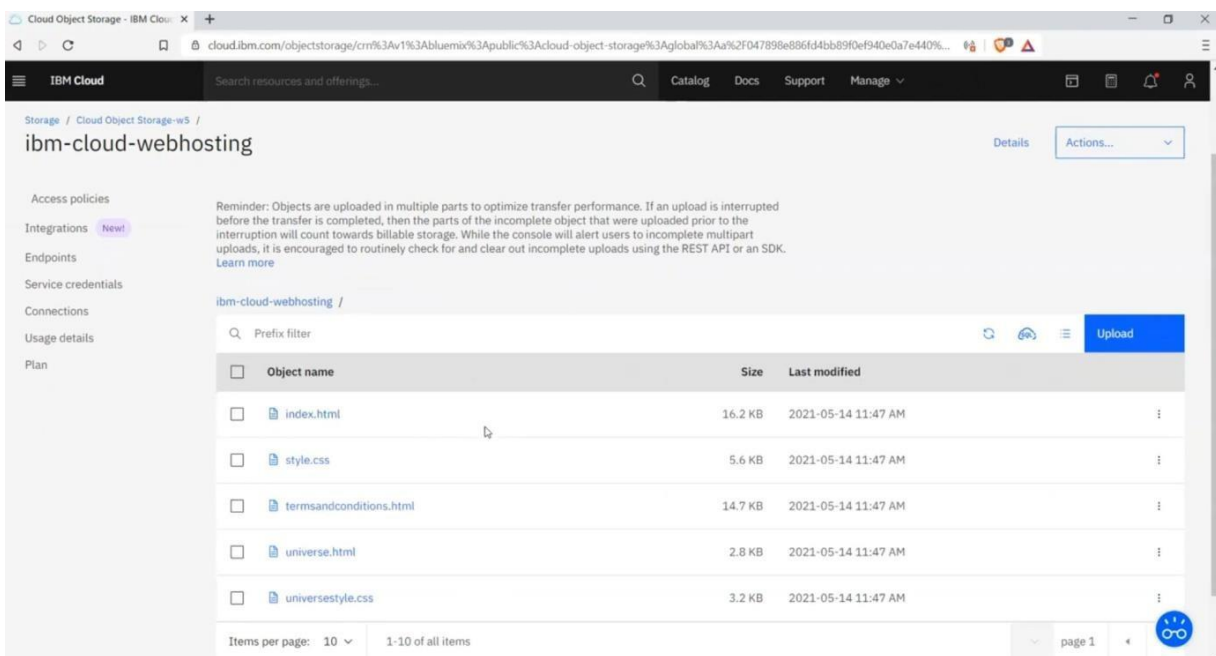 Cloud Object Storage - IBM Clou
cloud.ibm.com/objectstorage/crn%3Av1%3Abluemix%3Apublic%3Acloud-object-storage%3Aglobal%3Aa%2F047898e886fd4bb89f0ef940e0a7e440%...
IBM Cloud Search resources and offerings... Catalog Docs Support Manage
Storage / Cloud Object Storage-w5 /
ibm-cloud-webhosting
Details Actions...
Access policies
Integrations New!
Endpoints
Service credentials
Connections
Usage details
Plan
Reminder: Objects are uploaded in multiple parts to optimize transfer performance. If an upload is interrupted
before the transfer is completed, then the parts of the incomplete object that were uploaded prior to the
interruption will count towards billable storage. While the console will alert users to incomplete multipart
uploads, it is encouraged to routinely check for and clear out incomplete uploads using the REST API or an SDK.
Learn more
ibm-cloud-webhosting /
Prefix filter Upload
Object name Size Last modified
index.html 16.2 KB 2021-05-14 11:47 AM
style.css 5.6 KB 2021-05-14 11:47 AM
termsandconditions.html 14.7 KB 2021-05-14 11:47 AM
universe.html 2.8 KB 2021-05-14 11:47 AM
universestyle.css 3.2 KB 2021-05-14 11:47 AM
Items per page: 10 1-10 of all items page 1